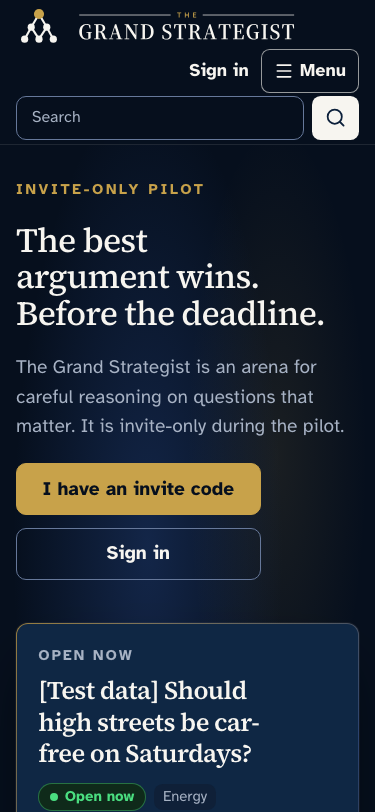 THE
GRAND STRATEGIST
Sign in
Menu
Search
INVITE-ONLY PILOT
The best
argument wins.
Before the deadline.
The Grand Strategist is an arena for
careful reasoning on questions that
matter. It is invite-only during the pilot.
I have an invite code
Sign in
OPEN NOW
[Test data] Should
high streets be car-
free on Saturdays?
Open now
Energy